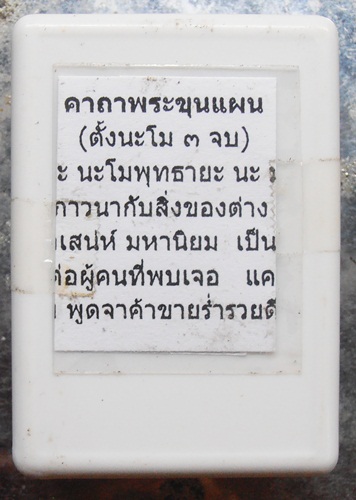 คาถาพระขุนแผน
(ตั้งนะโม ๓ จบ)
นะโมพุทธายะ นะ
ภาวนากับสิ่งของต่าง
เสน่ห์ มหานิยม เป็น
ต่อผู้คนที่พบเจอ แค
พูดจาค้าขายร่ำรวยดี